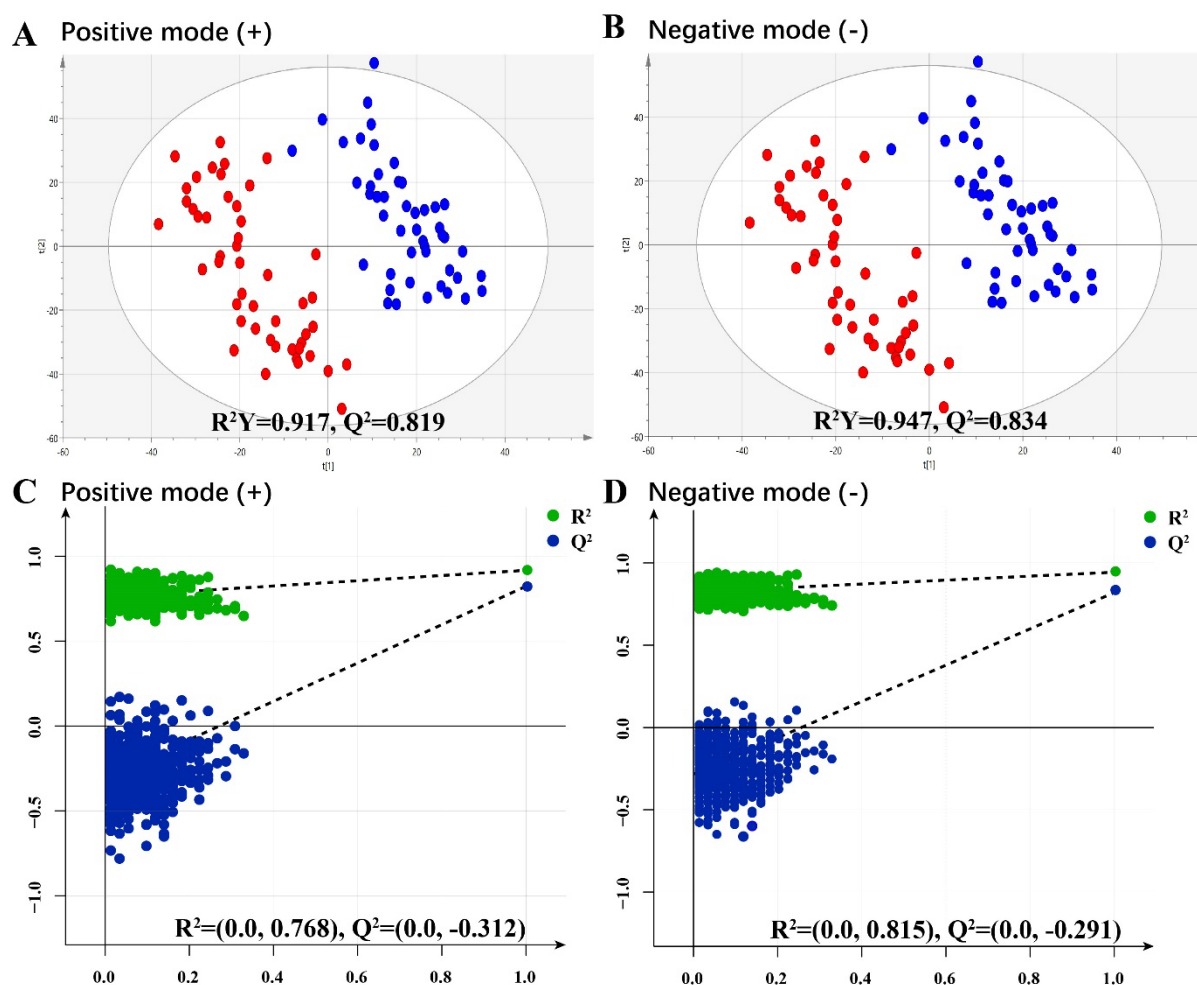 A Positive mode (+)
40
20
0
-20
-40
-60
t[2]
-60 -40 -20 0 20 40
t[1]
R²Y=0.917, Q²=0.819
B Negative mode (-)
40
20
0
-20
-40
-60
t[2]
-60 -40 -20 0 20 40
t[1]
R²Y=0.947, Q²=0.834
C Positive mode (+)
R²
Q²
1.0
0.5
0.0
−0.5
−1.0
R²=(0.0, 0.768), Q²=(0.0, -0.312)
0.0 0.2 0.4 0.6 0.8 1.0
D Negative mode (-)
R²
Q²
1.0
0.5
0.0
−0.5
−1.0
R²=(0.0, 0.815), Q²=(0.0, -0.291)
0.0 0.2 0.4 0.6 0.8 1.0